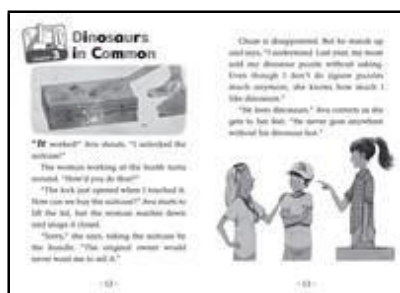 Dinosaurs
in Common
"It worked!" Ava shouts. "I unlocked the
suitcase!"
The woman working at the booth turns
around. "How'd you do that?"
"The lock just opened when I touched it.
Now can we buy the suitcase?" Ava starts to
lift the lid, but the woman reaches down
and snaps it closed.
"Sorry," she says, taking the suitcase by
the handle. "The original owner would
never want me to sell it."
- 12 -
Chase is disappointed. But he stands up
and says, "I understand. Last year, my mom
sold my dinosaur puzzle without asking.
Even though I don't do jigsaw puzzles
much anymore, she knows how much I
like dinosaurs."
"He loves dinosaurs," Ava corrects as she
gets to her feet. "He never goes anywhere
without his dinosaur hat."
- 13 -